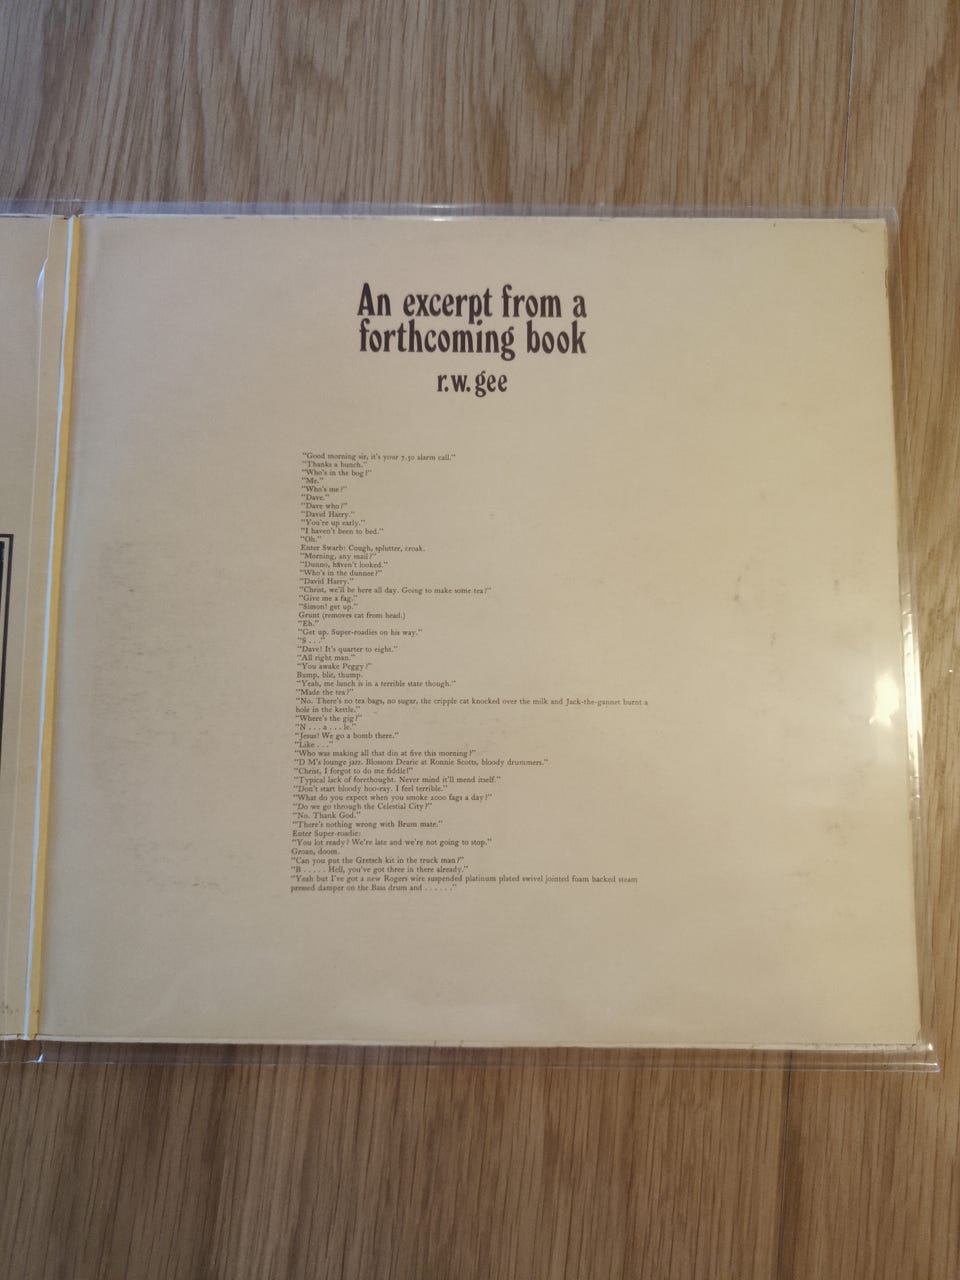 An excerpt from a
forthcoming book
r.w. gee
"Good morning sir, it's your 7.50 alarm call."
"Thanks a bunch."
"Who's in the bog?"
"Me."
"Who's me?"
"Dave."
"Dave who?"
"David Harry."
"You're up early."
"I haven't been to bed."
"Oh."
Enter Swarb: Cough, splutter, croak.
"Morning, any mail?"
"Dunno, haven't looked."
"Who's in the dunnee?"
"David Harry."
"Christ, we'll be here all day. Going to make some tea?"
"Give me a fag."
"Simon! get up."
Grunt (removes cat from head.)
"Eh."
"Get up. Super-roadies on his way."
"S . . ."
"Dave! It's quarter to eight."
"All right man."
"You awake Peggy?"
Bump, blit, thump.
"Yeah, me lunch is in a terrible state though."
"Made the tea?"
"No. There's no tea bags, no sugar, the cripple cat knocked over the milk and Jack-the-gannet burnt a
hole in the kettle."
"Where's the gig?"
"N . . . a . . . le."
"Jesus! We go a bomb there."
"Like . . ."
"Who was making all that din at five this morning?"
"D M's lounge jazz. Blossom Dearie at Ronnie Scotts, bloody drummers."
"Christ, I forgot to do me fiddle!"
"Typical lack of forethought. Never mind it'll mend itself."
"Don't start bloody hoo-ray. I feel terrible."
"What do you expect when you smoke 2000 fags a day?"
"Do we go through the Celestial City?"
"No. Thank God."
"There's nothing wrong with Brum mate."
Enter Super-roadie:
"You lot ready? We're late and we're not going to stop."
Groan, doom.
"Can you put the Gretsch kit in the truck man?"
"B . . . . . Hell, you've got three in there already."
"Yeah but I've got a new Rogers wire suspended platinum plated swivel jointed foam backed steam
pressed damper on the Bass drum and . . . . . ."